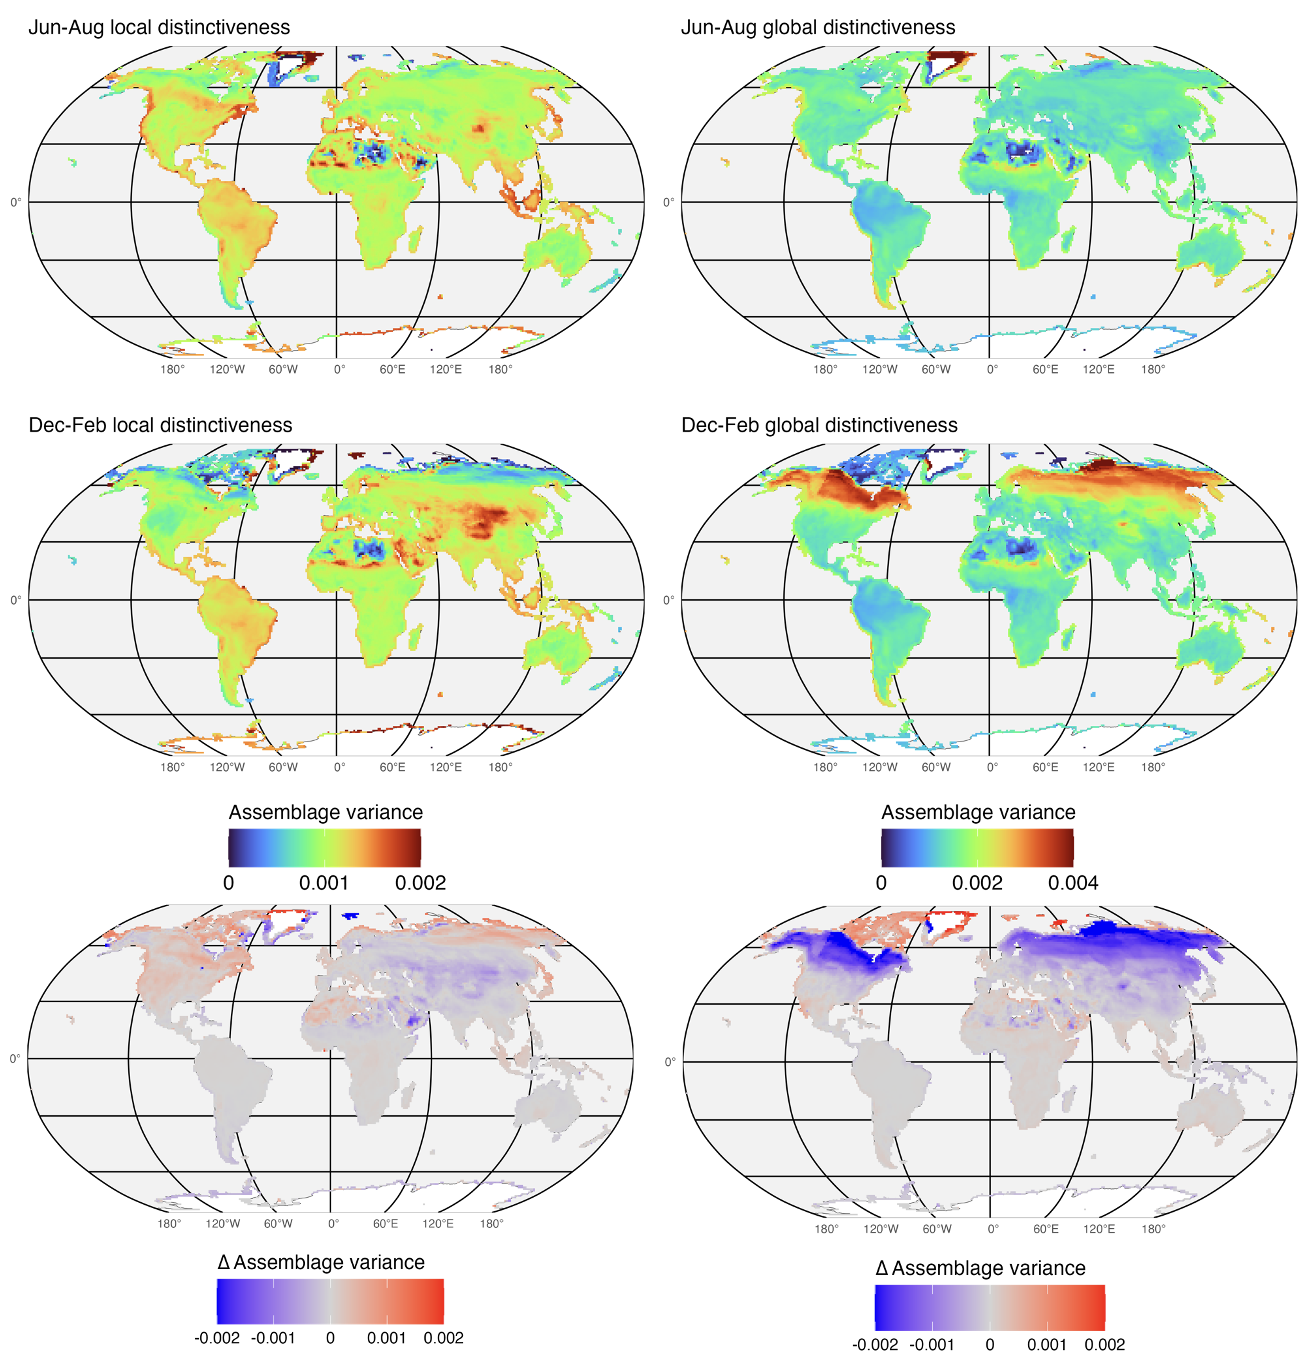 Jun-Aug local distinctiveness
Jun-Aug global distinctiveness
0°
0°
180° 120°W 60°W 0° 60°E 120°E 180°
180° 120°W 60°W 0° 60°E 120°E 180°
Dec-Feb local distinctiveness
Dec-Feb global distinctiveness
0°
0°
180° 120°W 60°W 0° 60°E 120°E 180°
180° 120°W 60°W 0° 60°E 120°E 180°
Assemblage variance
0 0.001 0.002
Assemblage variance
0 0.002 0.004
0°
0°
180° 120°W 60°W 0° 60°E 120°E 180°
180° 120°W 60°W 0° 60°E 120°E 180°
Δ Assemblage variance
-0.002 -0.001 0 0.001 0.002
Δ Assemblage variance
-0.002 -0.001 0 0.001 0.002